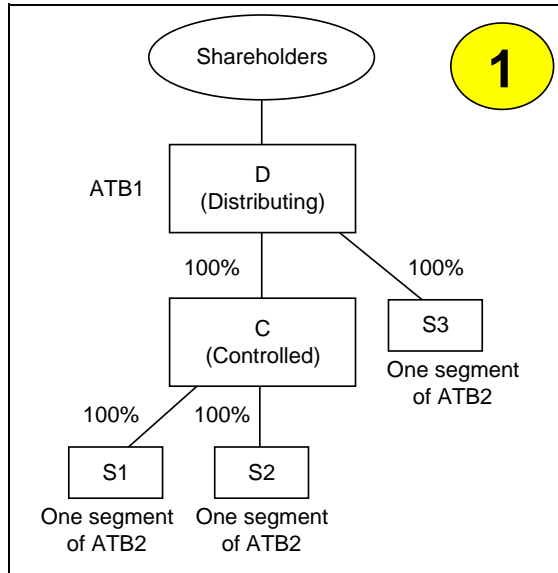 Shareholders
1
ATB1
D
(Distributing)
100%
100%
C
(Controlled)
S3
One segment
of ATB2
100%
100%
S1
S2
One segment
of ATB2
One segment
of ATB2